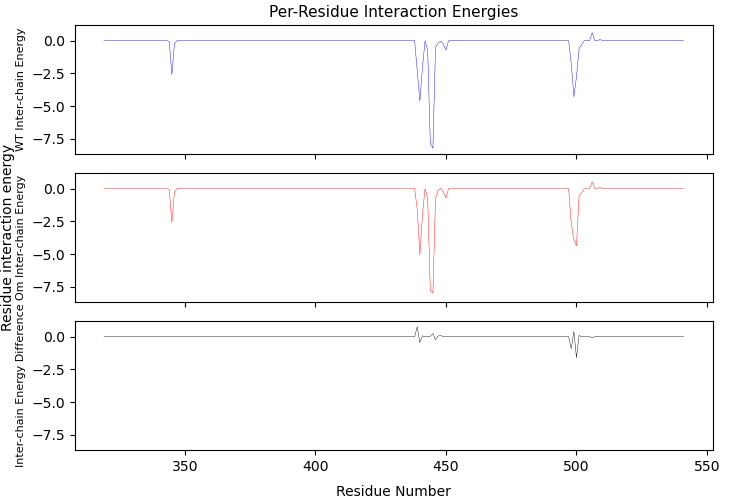 Per-Residue Interaction Energies
Residue interaction energy
WT Inter-chain Energy
0.0
−2.5
−5.0
−7.5
Om Inter-chain Energy
0.0
−2.5
−5.0
−7.5
Inter-chain Energy Difference
0.0
−2.5
−5.0
−7.5
350 400 450 500 550
Residue Number